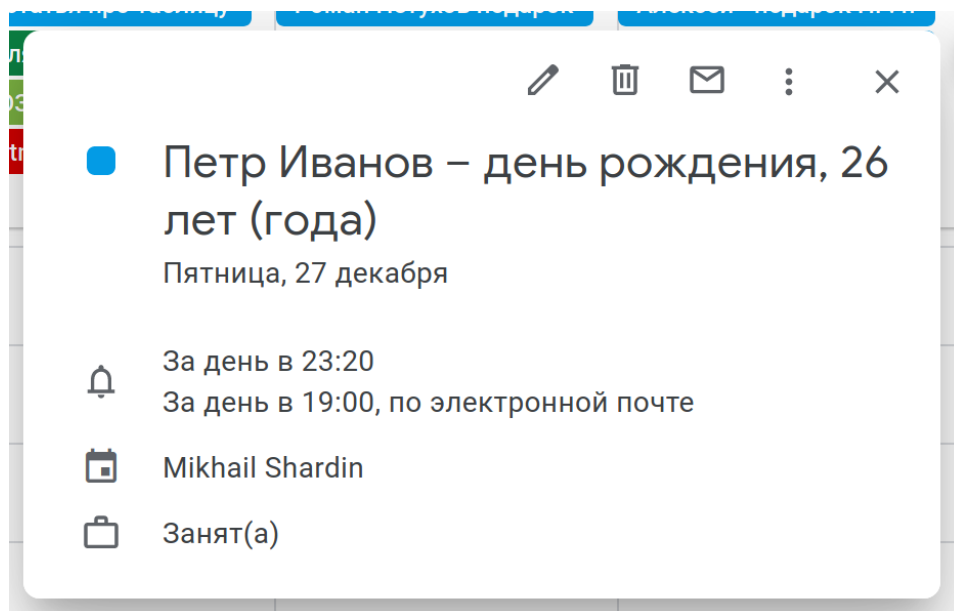 Петр Иванов – день рождения, 26
лет (года)
Пятница, 27 декабря
За день в 23:20
За день в 19:00, по электронной почте
Mikhail Shardin
Занят(а)